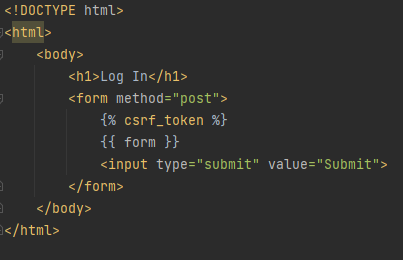 <!DOCTYPE html>
<html>
    <body>
        <h1>Log In</h1>
        <form method="post">
            {% csrf_token %}
            {{ form }}
            <input type="submit" value="Submit">
        </form>
    </body>
</html>